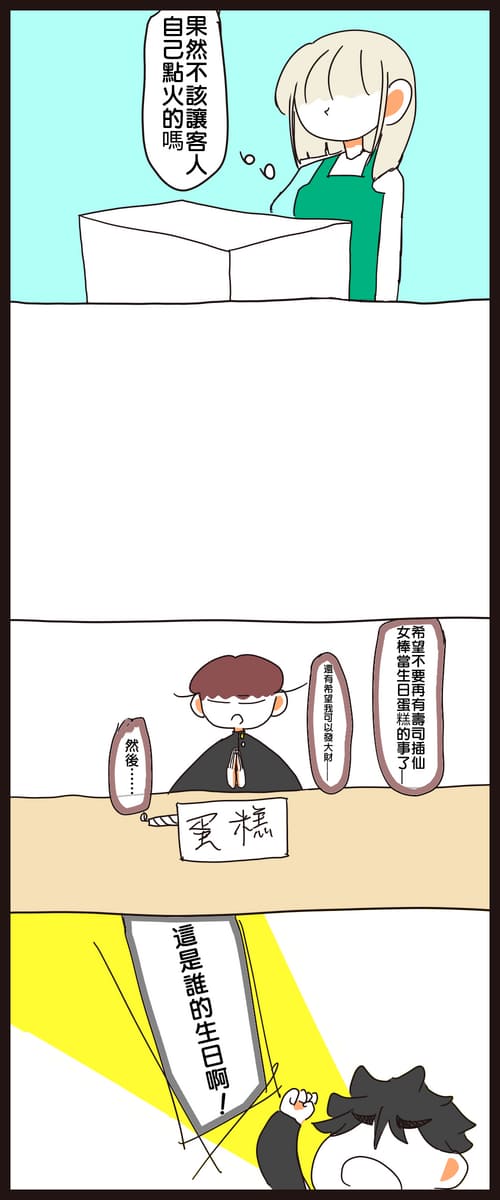 果然不該讓客人
自己點火的嗎
希望不要再有壽司插仙
女棒當生日蛋糕的事了—
還有希望我可以發大財——
然後……
蛋糕
這是誰的生日啊！